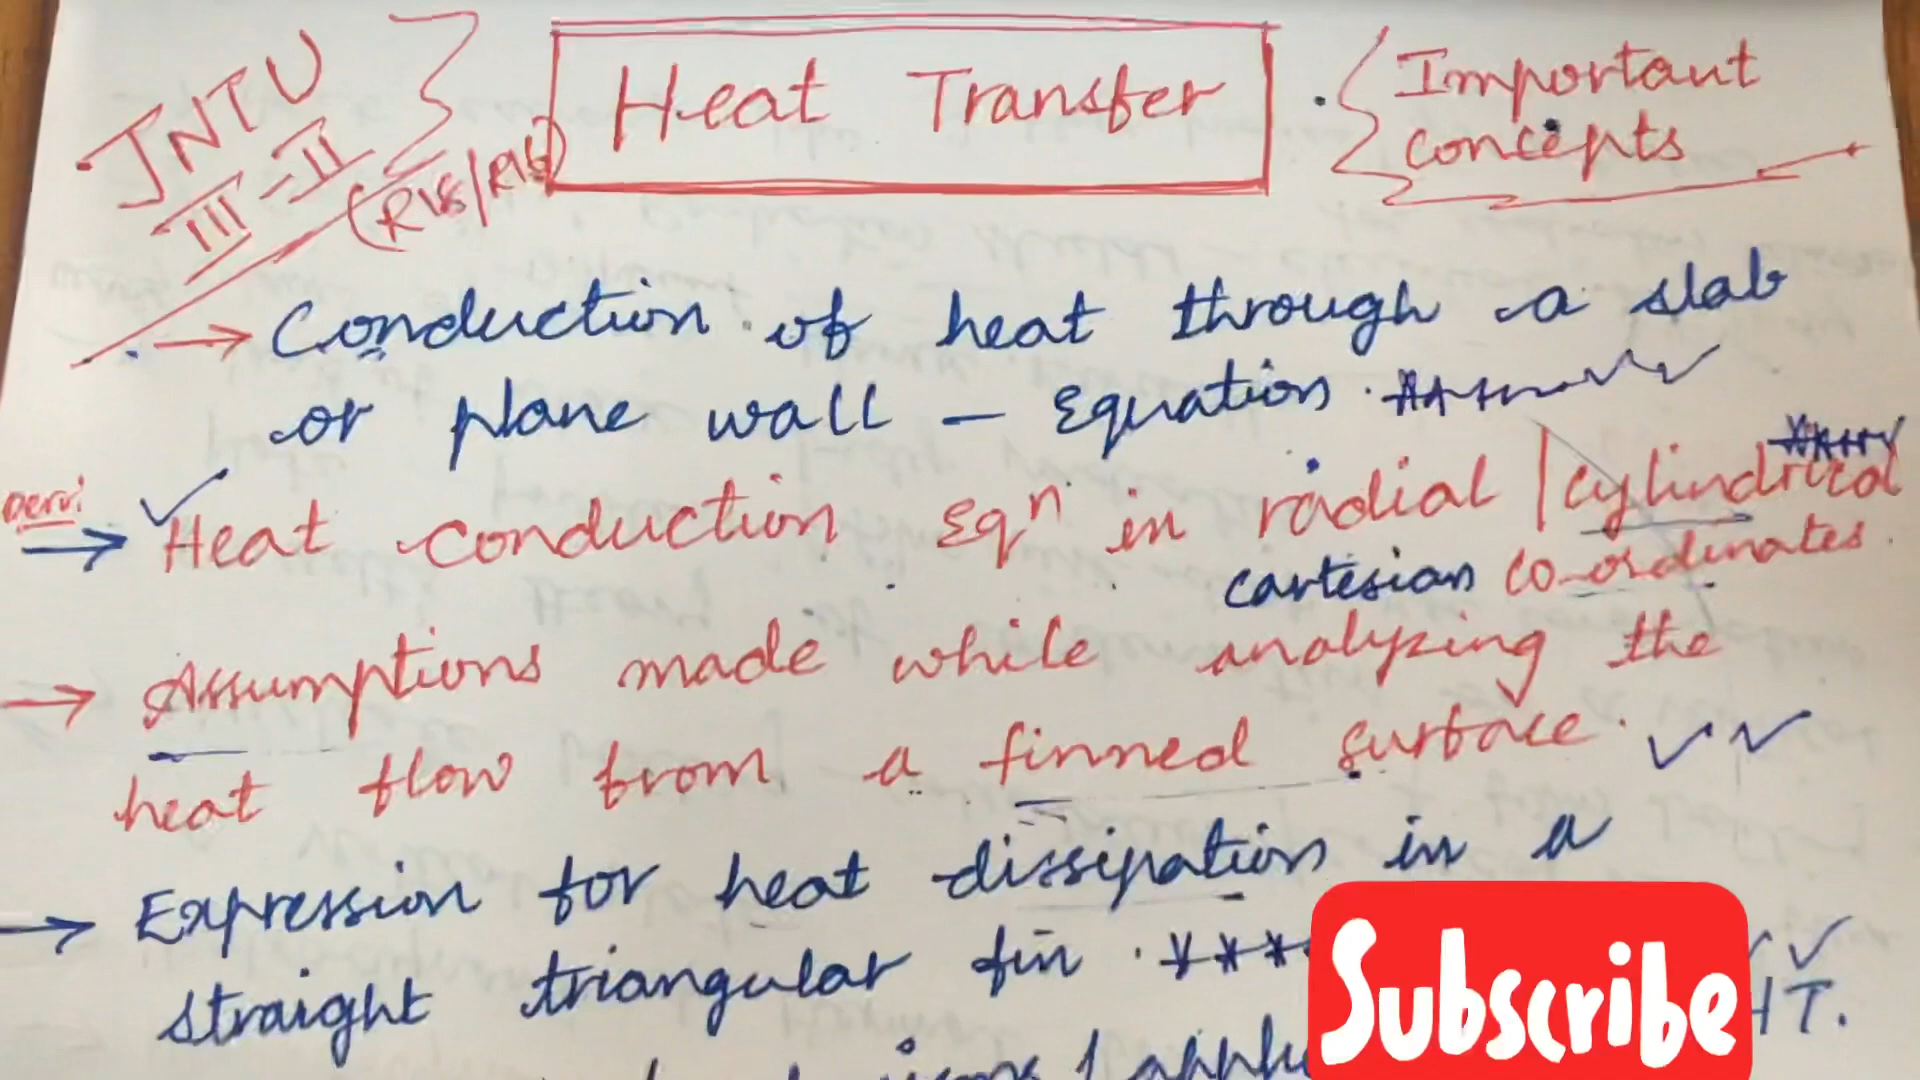 JNTU
III-II
(R18/R16)
Heat Transfer
Important
concepts
→ Conduction of heat through a slab
or plane wall - Equation.
Derivi
→ Heat conduction Eqn in radial / cylindrical
cartesian co-ordinates.
→ Assumptions made while analyzing the
heat flow from a finned surface.
→ Expression for heat dissipation in a
straight triangular fin. ***
HT.
Subscribe